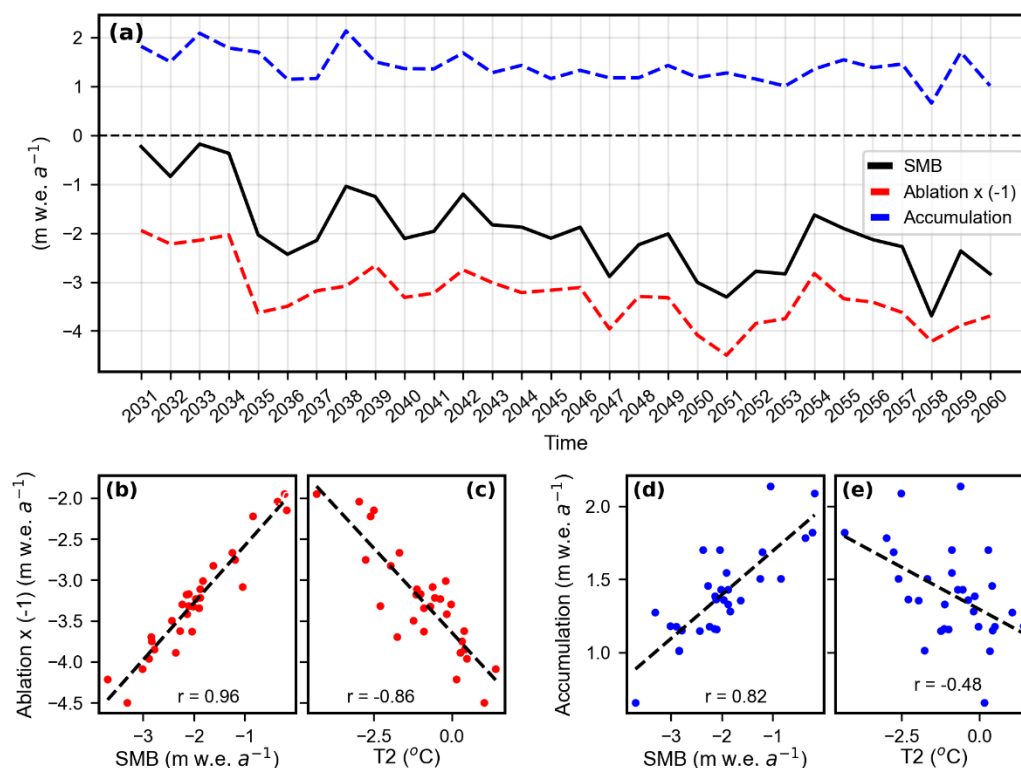 (a)
2
1
0
−1
−2
−3
−4
(m w.e. a⁻¹)
SMB
Ablation x (-1)
Accumulation
2031
2032
2033
2034
2035
2036
2037
2038
2039
2040
2041
2042
2043
2044
2045
2046
2047
2048
2049
2050
2051
2052
2053
2054
2055
2056
2057
2058
2059
2060
Time
Ablation x (-1) (m w.e. a⁻¹)
−2.0
−2.5
−3.0
−3.5
−4.0
−4.5
(b)
r = 0.96
−3
−2
−1
SMB (m w.e. a⁻¹)
(c)
r = -0.86
−2.5
0.0
T2 (°C)
Accumulation (m w.e. a⁻¹)
2.0
1.5
1.0
(d)
r = 0.82
−3
−2
−1
SMB (m w.e. a⁻¹)
(e)
r = -0.48
−2.5
0.0
T2 (°C)